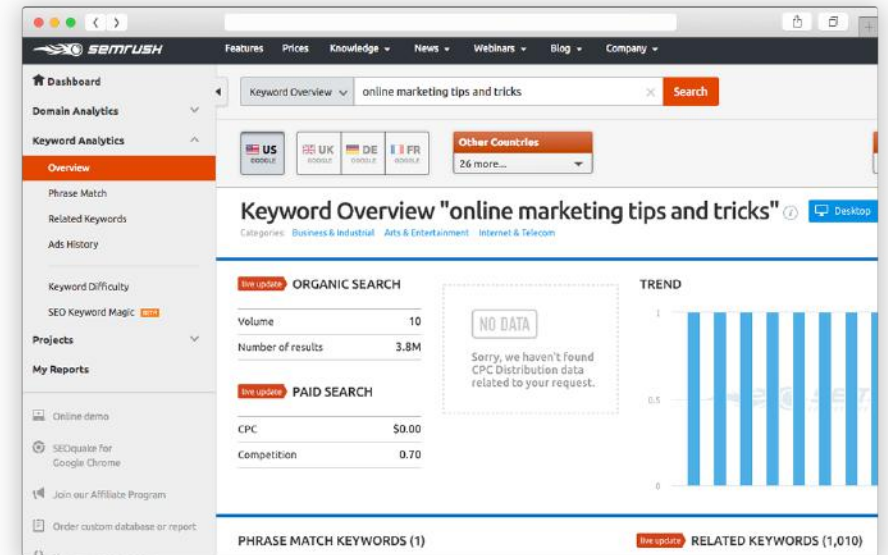 semrush
Features Prices Knowledge News Webinars Blog Company
Dashboard
Domain Analytics
Keyword Analytics
Overview
Phrase Match
Related Keywords
Ads History
Keyword Difficulty
SEO Keyword Magic BETA
Projects
My Reports
Online demo
SEOquake for
Google Chrome
Join our Affiliate Program
Order custom database or report
Keyword Overview online marketing tips and tricks Search
US GOOGLE UK GOOGLE DE GOOGLE FR GOOGLE
Other Countries
26 more...
Keyword Overview "online marketing tips and tricks" Desktop
Categories Business & Industrial Arts & Entertainment Internet & Telecom
live update ORGANIC SEARCH
Volume 10
Number of results 3.8M
live update PAID SEARCH
CPC $0.00
Competition 0.70
NO DATA
Sorry, we haven't found
CPC Distribution data
related to your request.
TREND
1
0.5
0
PHRASE MATCH KEYWORDS (1)
live update RELATED KEYWORDS (1,010)